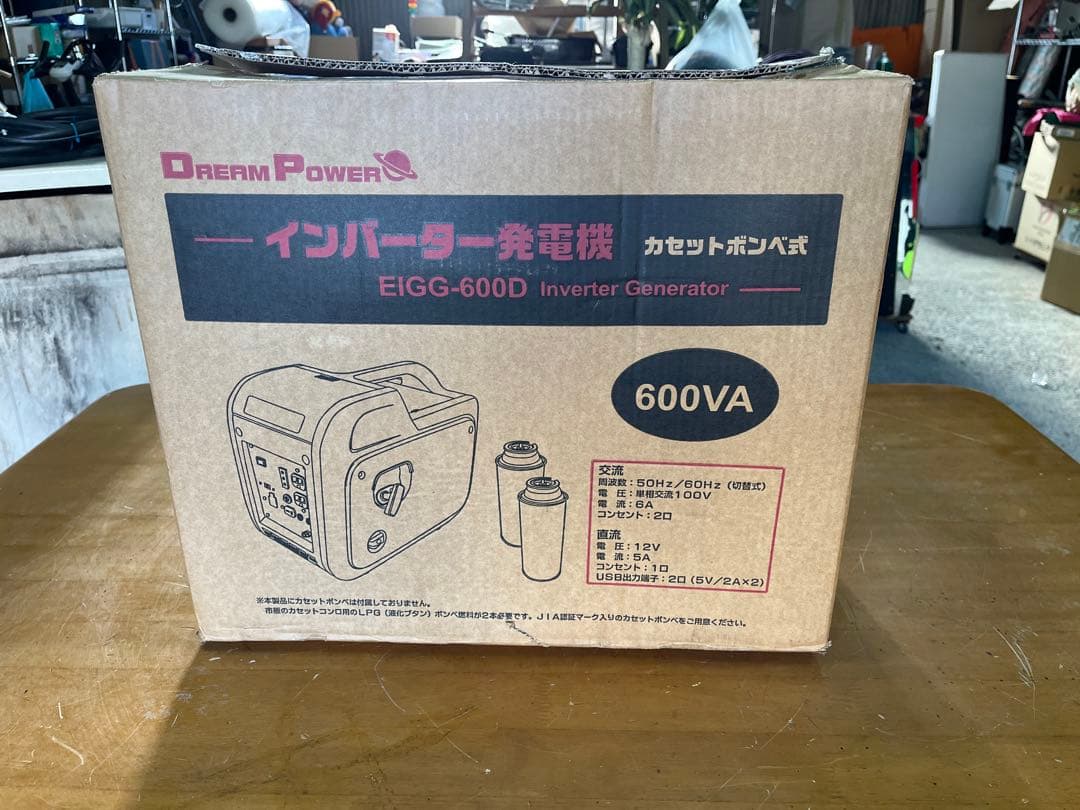 DREAM POWER
インバーター発電機 カセットボンベ式
EIGG-600D Inverter Generator
600VA
交流
周波数：50Hz／60Hz（切替式）
電　圧：単相交流100V
電　流：6A
コンセント：2口
直流
電　圧：12V
電　流：5A
コンセント：1口
USB出力端子：2口（5V／2A×2）
※本製品にカセットボンベは付属しておりません。
市販のカセットコンロ用のLPG（液化ブタン）ボンベ燃料が2本必要です。JIA認証マーク入りのカセットボンベをご用意ください。